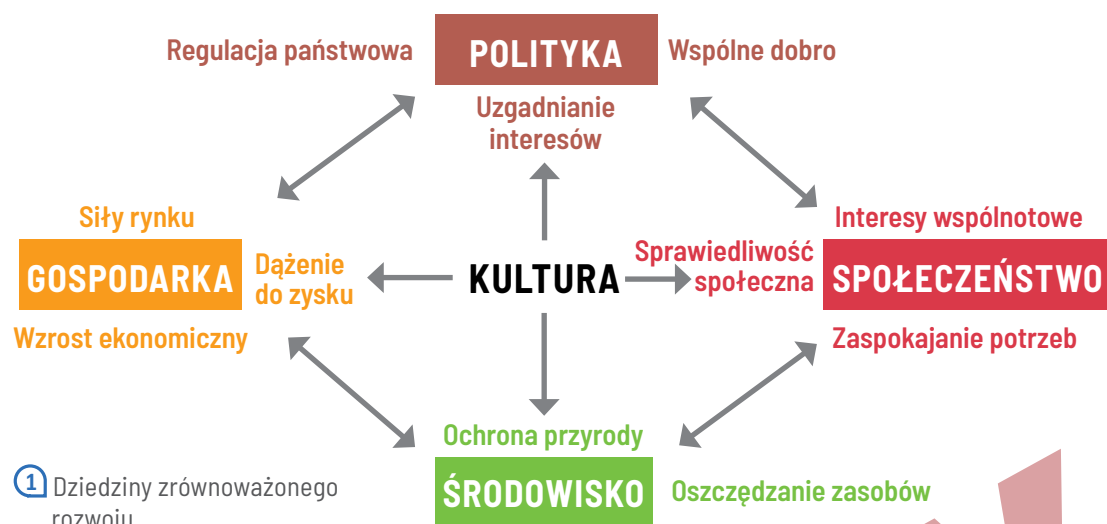 Regulacja państwowa
POLITYKA
Wspólne dobro
Uzgadnianie
interesów
Siły rynku
GOSPODARKA
Dążenie
do zysku
Wzrost ekonomiczny
KULTURA
Sprawiedliwość
społeczna
Interesy wspólnotowe
SPOŁECZEŃSTWO
Zaspokajanie potrzeb
Ochrona przyrody
ŚRODOWISKO
Oszczędzanie zasobów
1 Dziedziny zrównoważonego
rozwoju